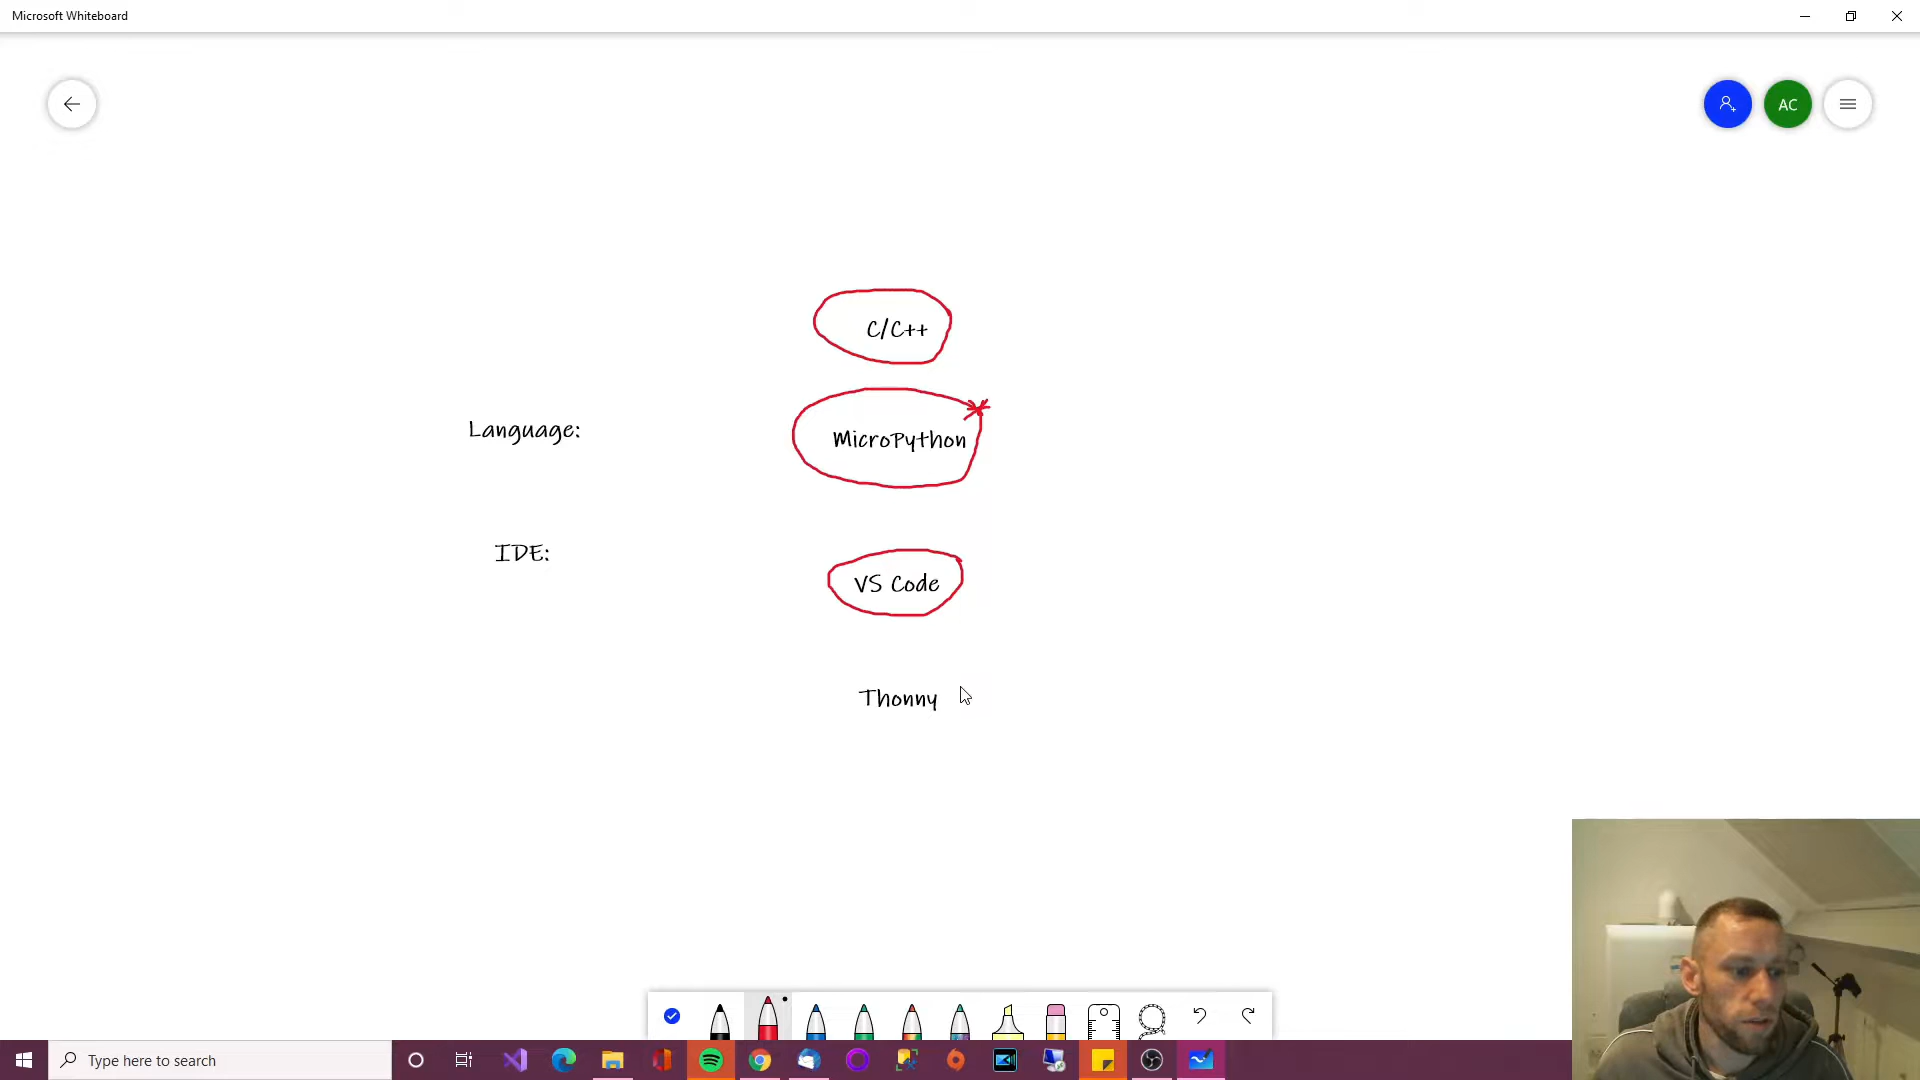 Microsoft Whiteboard
AC
C/C++
Language:
MicroPython
IDE:
VS Code
Thonny
Type here to search